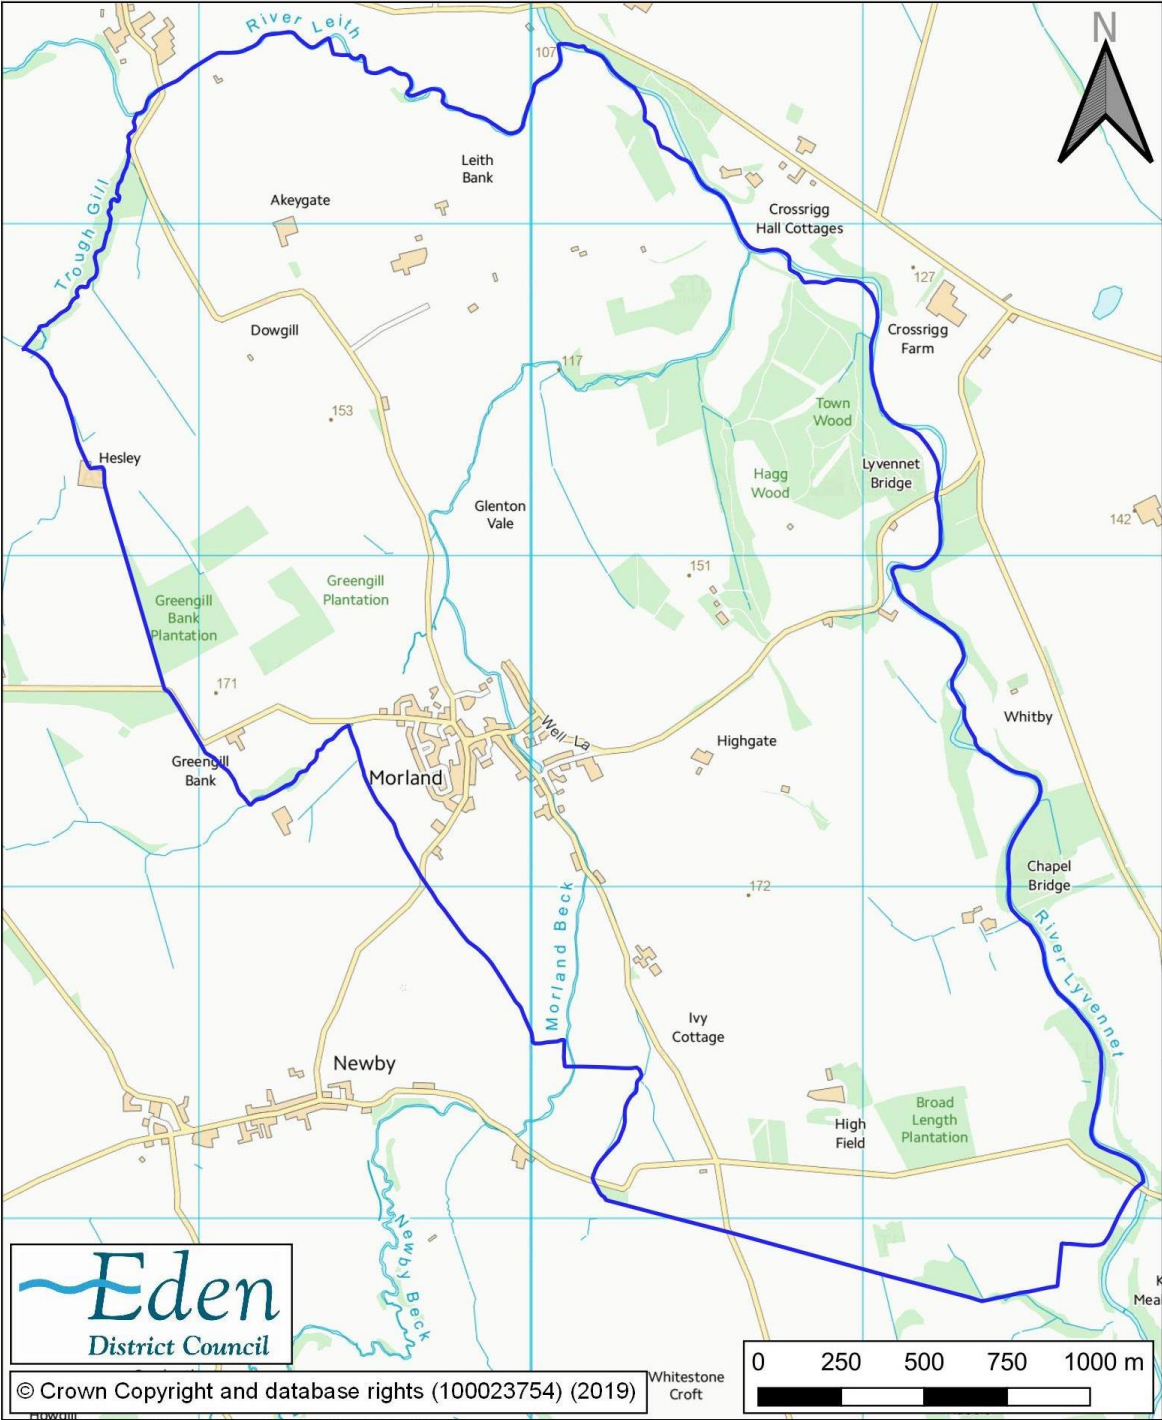 River Leith
107
N
Leith
Bank
Akeygate
Trough Gill
Crossrigg
Hall Cottages
127
Dowgill
Crossrigg
Farm
117
153
Town
Wood
Hesley
Lyvennet
Bridge
Hagg
Wood
Glenton
Vale
142
151
Greengill
Plantation
Greengill
Bank
Plantation
171
Whitby
Well La
Highgate
Greengill
Bank
Morland
Chapel
Bridge
172
Morland Beck
River Lyvennet
Ivy
Cottage
Newby
Broad
Length
Plantation
High
Field
Newby Beck
Eden
District Council
0 250 500 750 1000 m
Whitestone
Croft
© Crown Copyright and database rights (100023754) (2019)